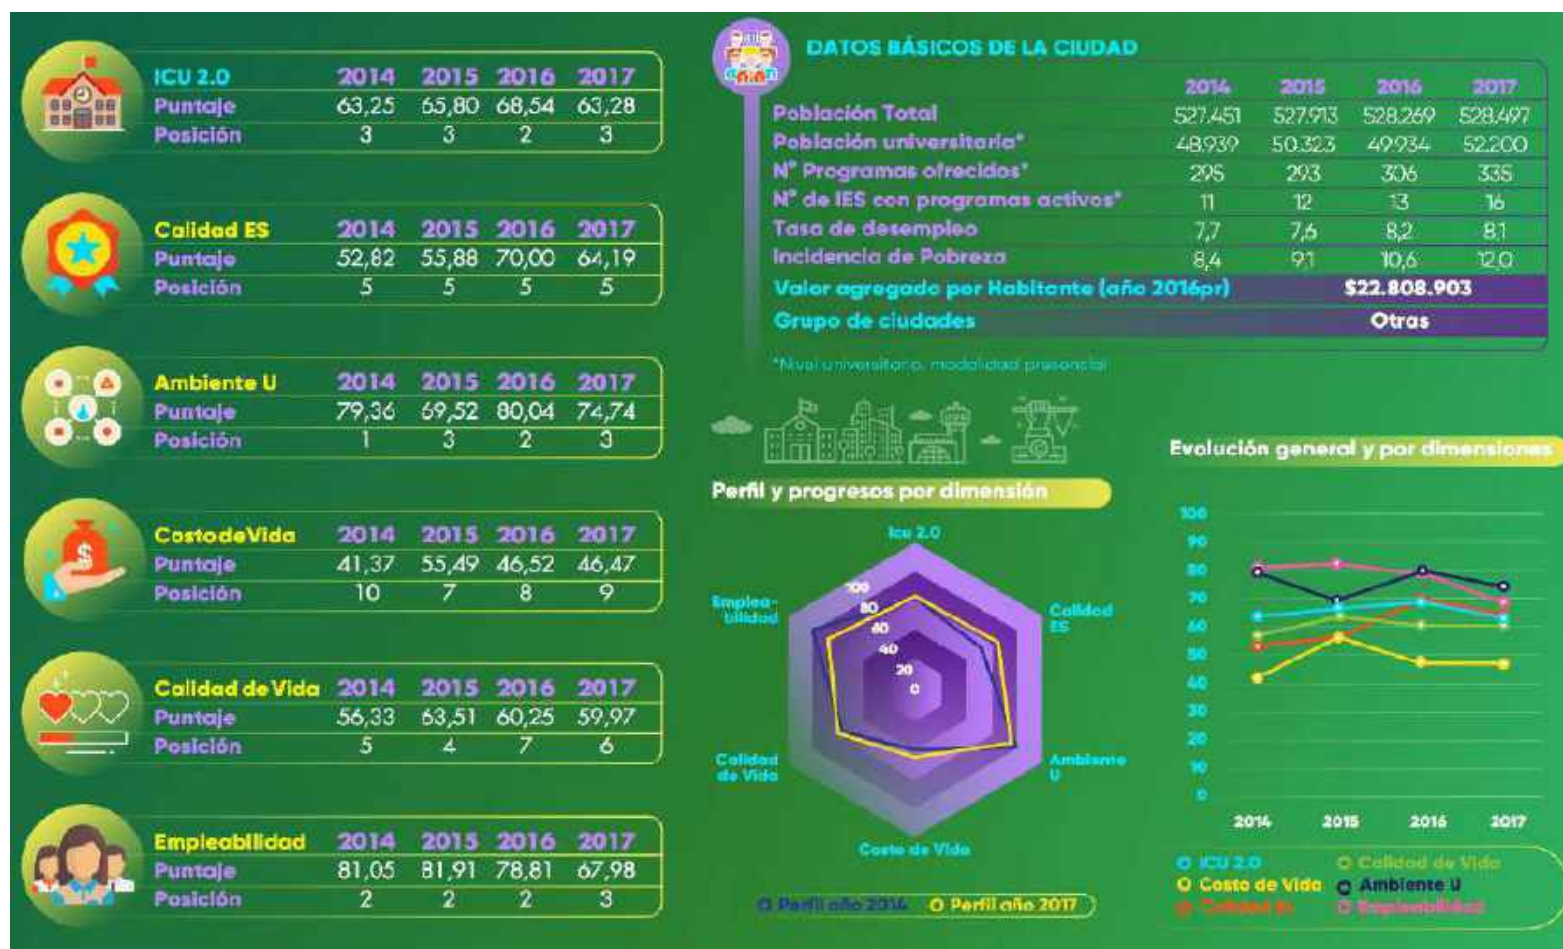 ICU 2.0 2014 2015 2016 2017
Puntaje 63,25 65,80 68,54 63,28
Posición 3 3 2 3
Calidad ES 2014 2015 2016 2017
Puntaje 52,82 55,88 70,00 64,19
Posición 5 5 5 5
Ambiente U 2014 2015 2016 2017
Puntaje 79,36 69,52 80,04 74,74
Posición 1 3 2 3
CostodeVida 2014 2015 2016 2017
Puntaje 41,37 55,49 46,52 46,47
Posición 10 7 8 9
Calidad de Vida 2014 2015 2016 2017
Puntaje 56,33 63,51 60,25 59,97
Posición 5 4 7 6
Empleabilidad 2014 2015 2016 2017
Puntaje 81,05 81,91 78,81 67,98
Posición 2 2 2 3
DATOS BÁSICOS DE LA CIUDAD
2014 2015 2016 2017
Población Total 527.451 527.913 528.269 528.497
Población universitaria* 48.939 50.323 49.934 52.200
N° Programas ofrecidos* 295 293 306 335
N° de IES con programas activos* 11 12 13 16
Tasa de desempleo 7,7 7,6 8,2 8,1
Incidencia de Pobreza 8,4 9,1 10,6 12,0
Valor agregado por Habitante (año 2016pr) $22.808.903
Grupo de ciudades Otras
*Nivel universitario, modalidad presencial
Perfil y progresos por dimensión
Icu 2.0
Calidad
ES
Ambiente
U
Costo de Vida
Calidad
de Vida
Emplea-
bilidad
100
80
60
40
20
0
Perfil año 2014 Perfil año 2017
Evolución general y por dimensiones
100
90
80
70
60
50
40
30
20
10
0
2014 2015 2016 2017
ICU 2.0 Calidad de Vida
Costo de Vida Ambiente U
Calidad ES Empleabilidad